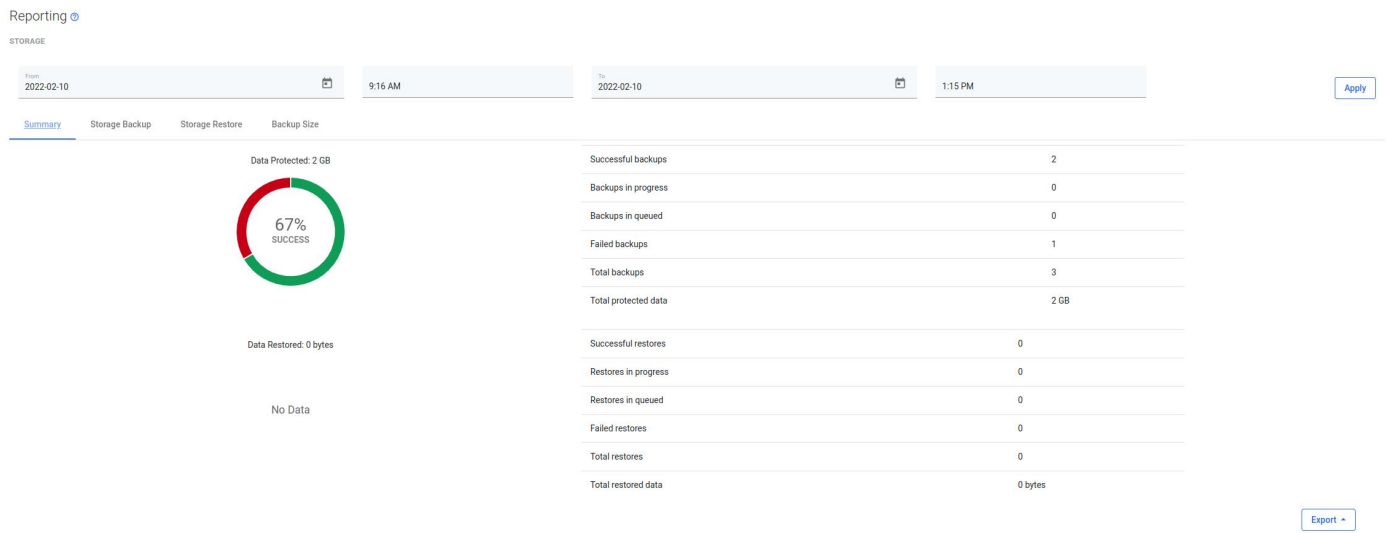 Reporting
STORAGE
From
2022-02-10
9:16 AM
To
2022-02-10
1:15 PM
Apply
Summary Storage Backup Storage Restore Backup Size
Data Protected: 2 GB
67%
SUCCESS
Successful backups 2
Backups in progress 0
Backups in queued 0
Failed backups 1
Total backups 3
Total protected data 2 GB
Data Restored: 0 bytes
No Data
Successful restores 0
Restores in progress 0
Restores in queued 0
Failed restores 0
Total restores 0
Total restored data 0 bytes
Export